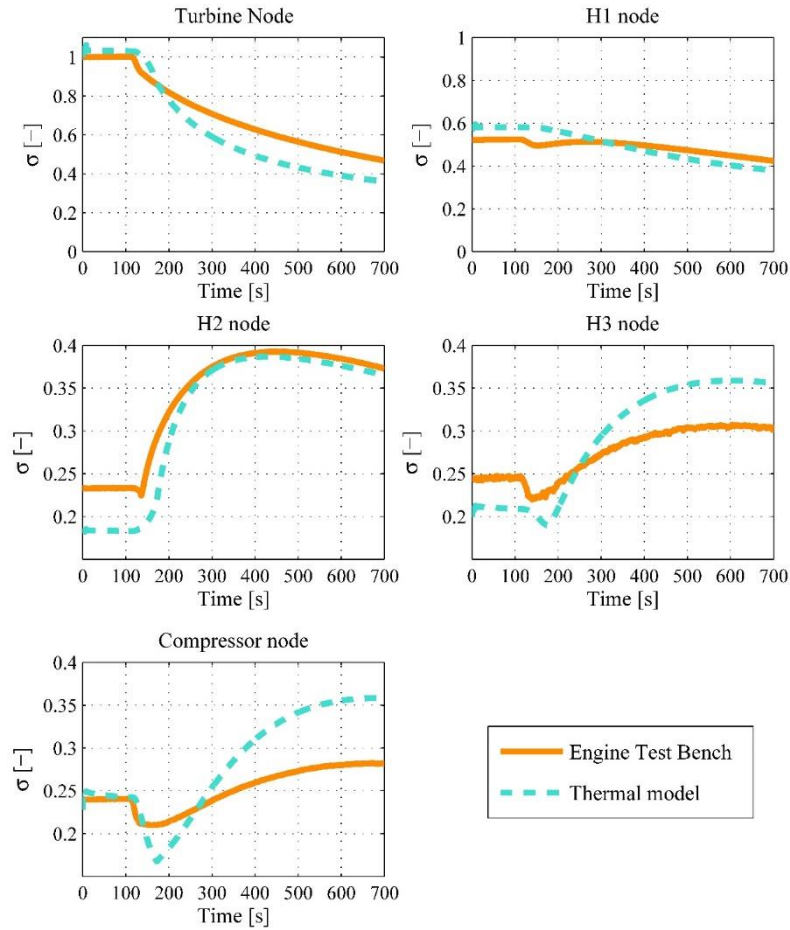 Turbine Node
σ [−]
1
0.8
0.6
0.4
0.2
0
0 100 200 300 400 500 600 700
Time [s]
H1 node
σ [−]
1
0.8
0.6
0.4
0.2
0
0 100 200 300 400 500 600 700
Time [s]
H2 node
σ [−]
0.4
0.35
0.3
0.25
0.2
0 100 200 300 400 500 600 700
Time [s]
H3 node
σ [−]
0.4
0.35
0.3
0.25
0.2
0 100 200 300 400 500 600 700
Time [s]
Compressor node
σ [−]
0.4
0.35
0.3
0.25
0.2
0 100 200 300 400 500 600 700
Time [s]
Engine Test Bench
Thermal model